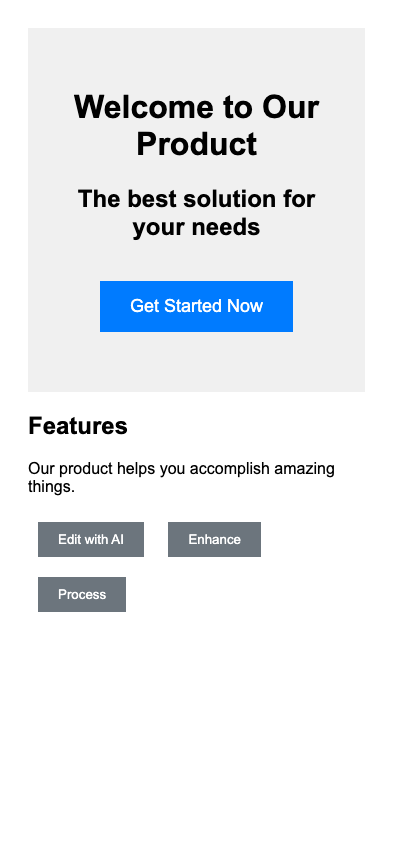 Welcome to Our
Product
The best solution for
your needs
Get Started Now
Features
Our product helps you accomplish amazing
things.
Edit with AI
Enhance
Process